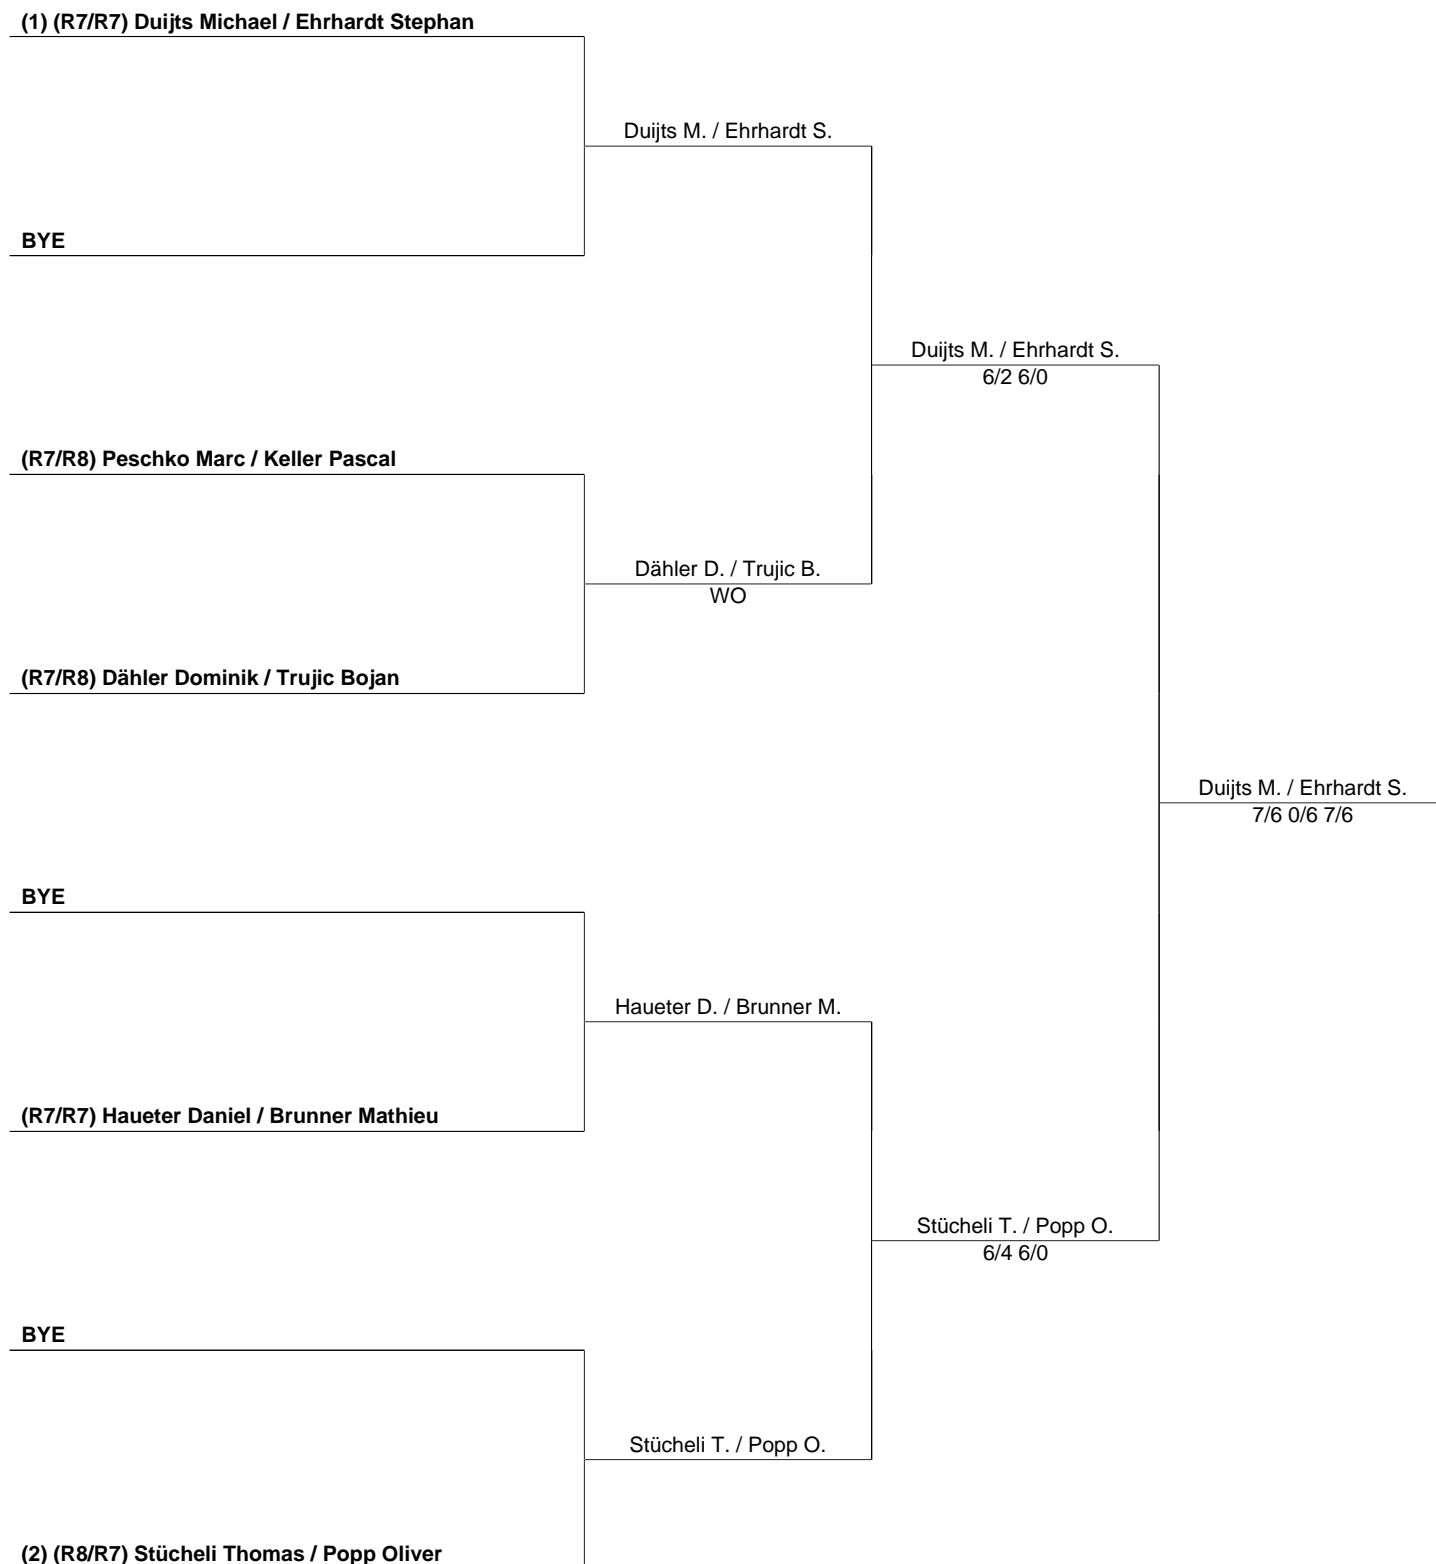 (1) (R7/R7) Duijts Michael / Ehrhardt Stephan
Duijts M. / Ehrhardt S.
BYE
Duijts M. / Ehrhardt S.
6/2 6/0
(R7/R8) Peschko Marc / Keller Pascal
Dähler D. / Trujic B.
WO
(R7/R8) Dähler Dominik / Trujic Bojan
Duijts M. / Ehrhardt S.
7/6 0/6 7/6
BYE
Haueter D. / Brunner M.
(R7/R7) Haueter Daniel / Brunner Mathieu
Stücheli T. / Popp O.
6/4 6/0
BYE
Stücheli T. / Popp O.
(2) (R8/R7) Stücheli Thomas / Popp Oliver